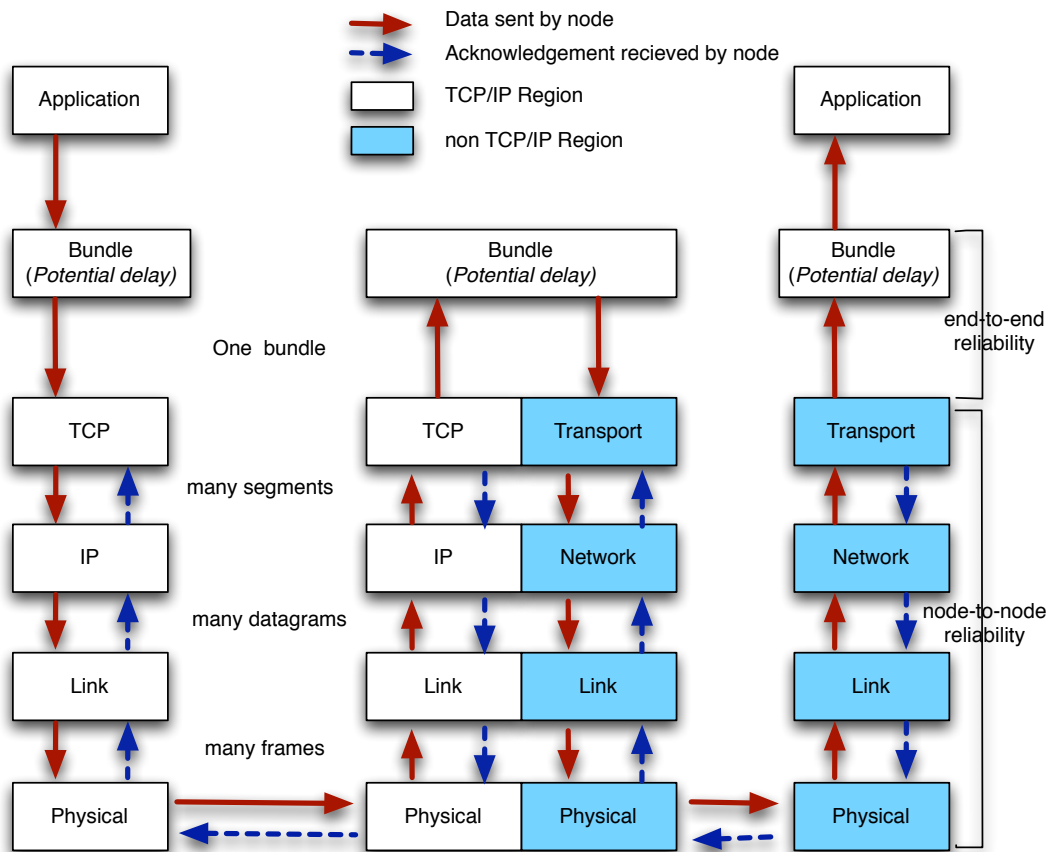 Data sent by node
Acknowledgement recieved by node
TCP/IP Region
non TCP/IP Region
Application
Application
Bundle
(Potential delay)
Bundle
(Potential delay)
Bundle
(Potential delay)
end-to-end
reliability
One bundle
TCP
TCP
Transport
Transport
many segments
IP
IP
Network
Network
many datagrams
node-to-node
reliability
Link
Link
Link
Link
many frames
Physical
Physical
Physical
Physical